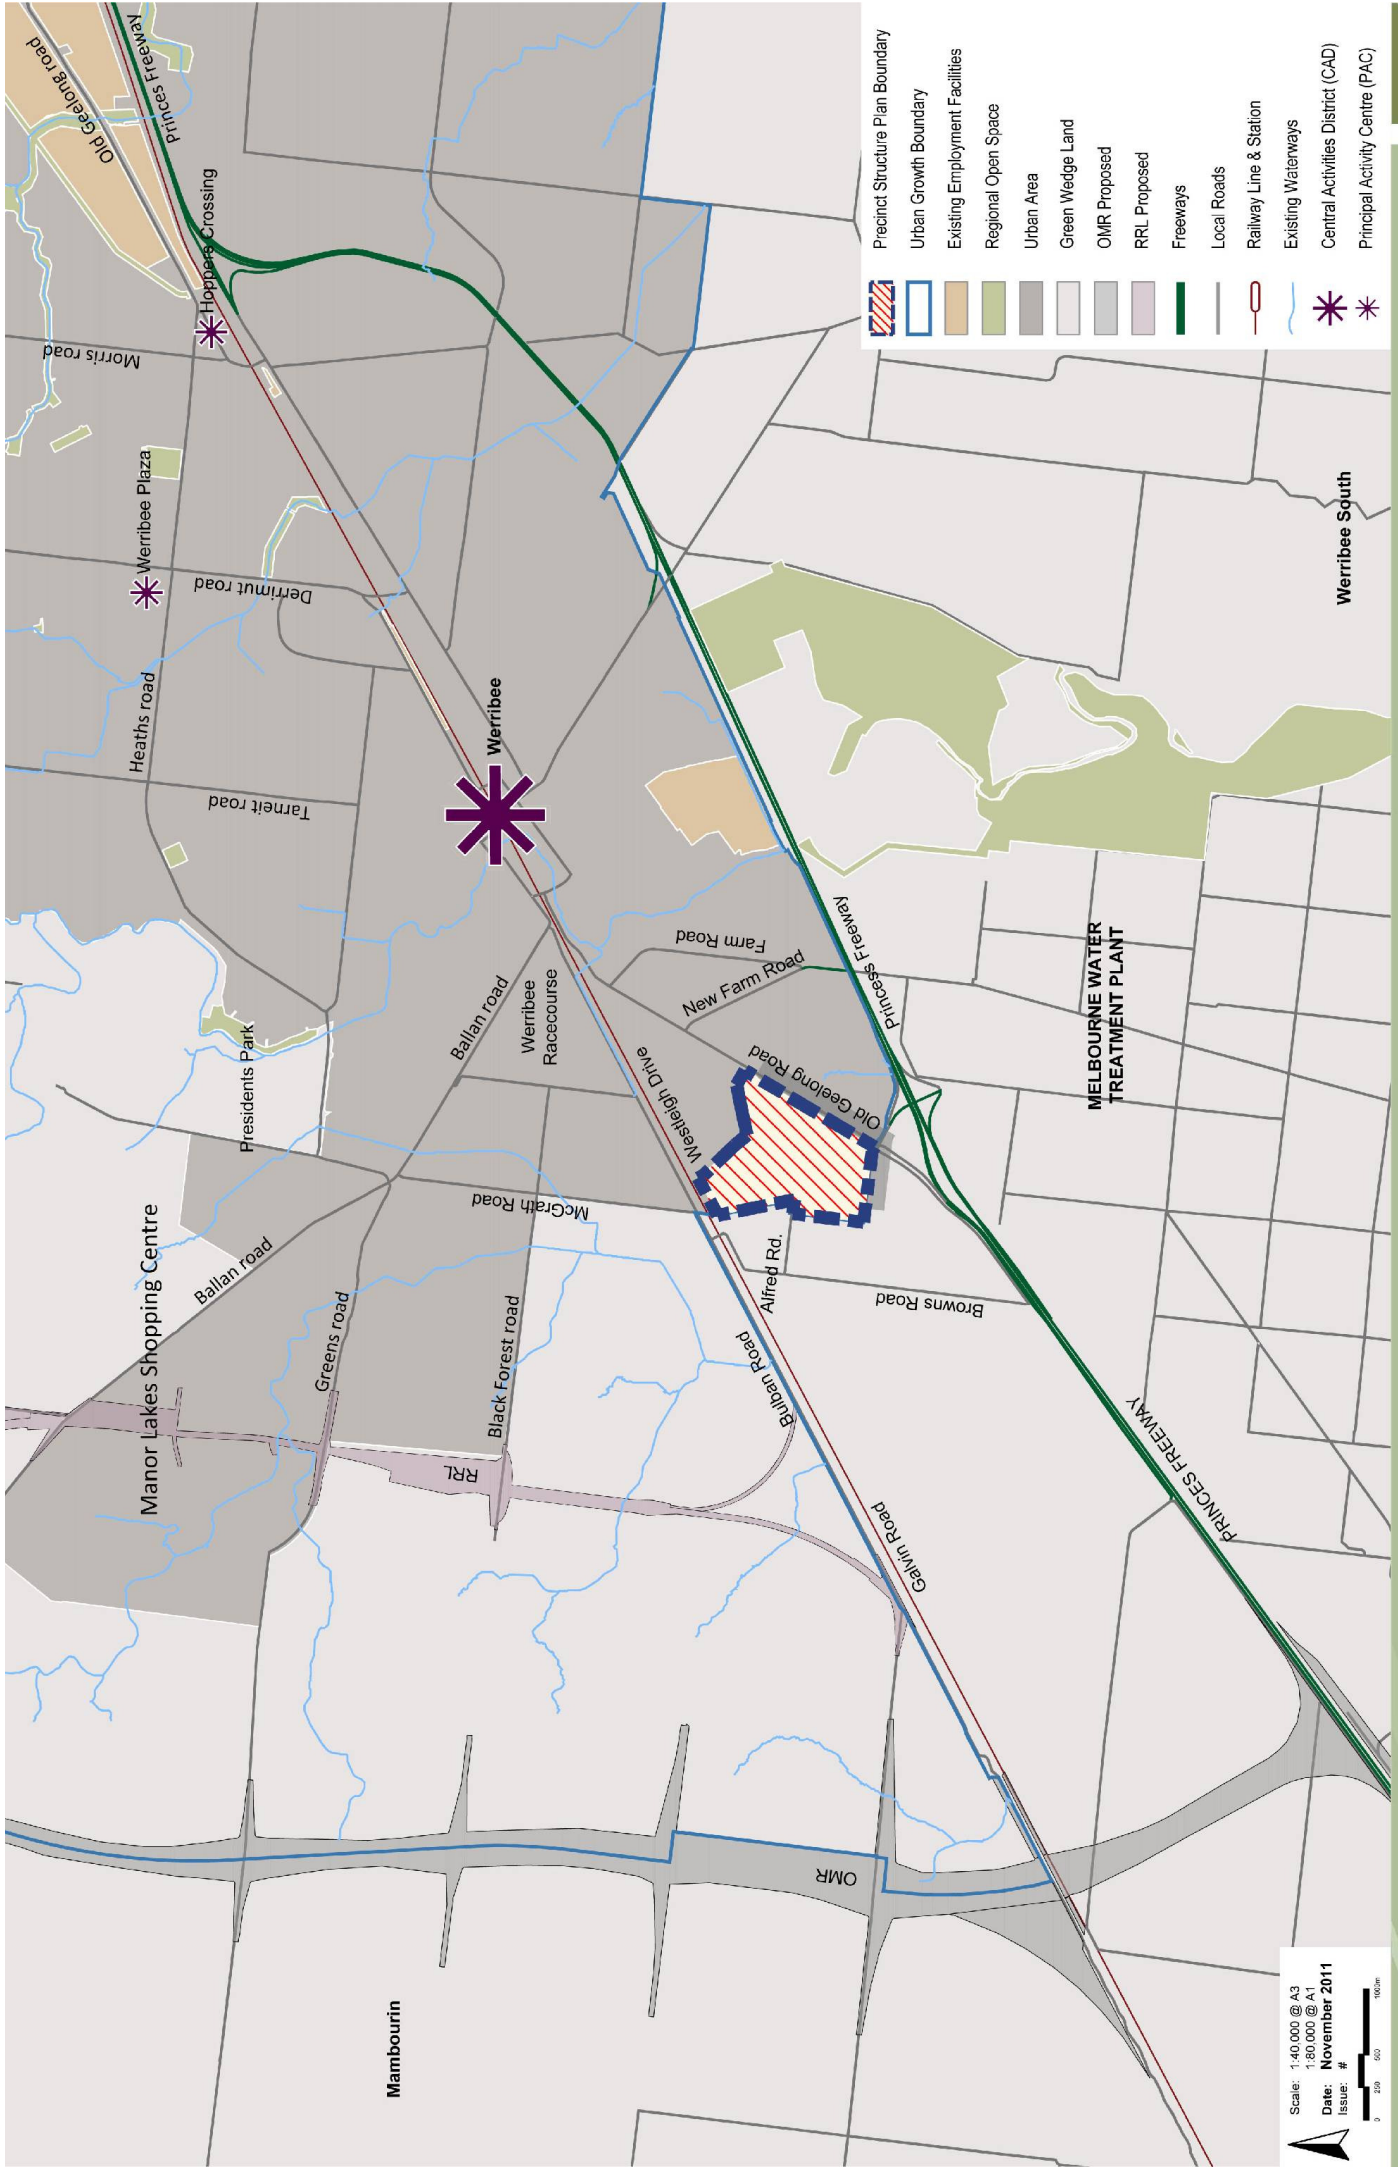 Old Geelong road
Princes Freeway
Hoppers Crossing
Morris road
Werribee Plaza
Derrimut road
Heaths road
Tarneit road
Werribee
Werribee South
Presidents Park
Ballan road
Werribee
Racecourse
Farm Road
New Farm Road
Princess Freeway
MELBOURNE WATER
TREATMENT PLANT
Westleigh Drive
Old Geelong Road
McGrath Road
Manor Lakes Shopping Centre
Ballan road
Greens road
Black Forest road
RRL
Alfred Rd.
Browns Road
Bulban Road
Galvin Road
PRINCES FREEWAY
OMR
Mambourin
Precinct Structure Plan Boundary
Urban Growth Boundary
Existing Employment Facilities
Regional Open Space
Urban Area
Green Wedge Land
OMR Proposed
RRL Proposed
Freeways
Local Roads
Railway Line & Station
Existing Waterways
Central Activities District (CAD)
Principal Activity Centre (PAC)
Scale: 1:40,000 @ A3
1:80,000 @ A1
Date: November 2011
Issue: #
0 250 500 1000m